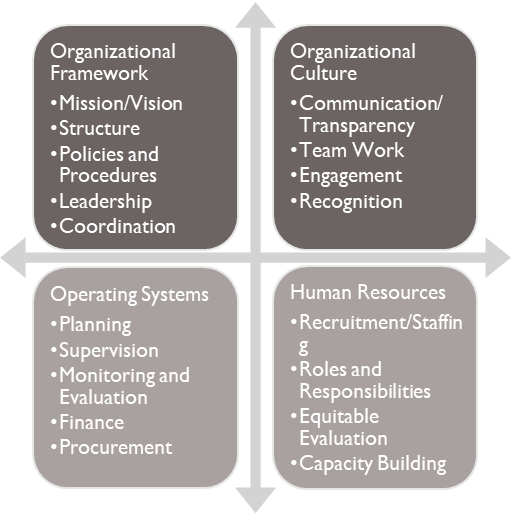 Organizational
Framework
•Mission/Vision
•Structure
•Policies and
Procedures
•Leadership
•Coordination
Organizational
Culture
•Communication/
Transparency
•Team Work
•Engagement
•Recognition
Operating Systems
•Planning
•Supervision
•Monitoring and
Evaluation
•Finance
•Procurement
Human Resources
•Recruitment/Staffin
g
•Roles and
Responsibilities
•Equitable
Evaluation
•Capacity Building